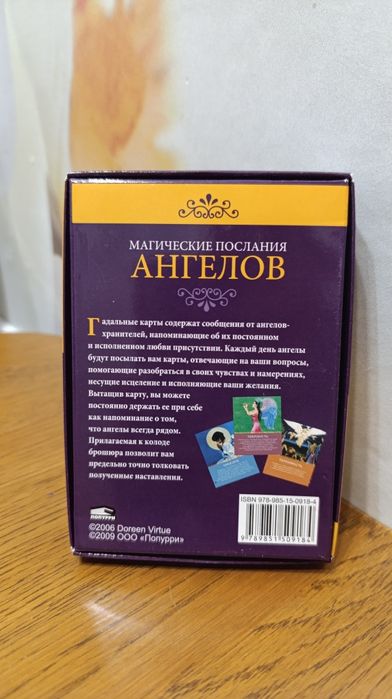 МАГИЧЕСКИЕ ПОСЛАНИЯ
АНГЕЛОВ
Гадальные карты содержат сообщения от ангелов-
хранителей, напоминающие об их постоянном
и исполненном любви присутствии. Каждый день ангелы
будут посылать вам карты, отвечающие на ваши вопросы,
помогающие разобраться в своих чувствах и намерениях,
несущие исцеление и исполняющие ваши желания.
Вытащив карту, вы можете
постоянно держать ее при себе
как напоминание о том,
что ангелы всегда рядом.
Прилагаемая к колоде
брошюра позволит вам
предельно точно толковать
полученные наставления.
ПОПУРРИ
©2006 Doreen Virtue
©2009 ООО «Попурри»
ISBN 978-985-15-0918-4
9789851509184